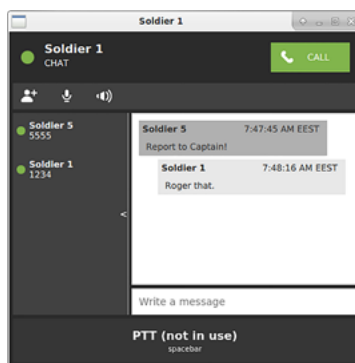 Soldier 1
Soldier 1
CHAT
CALL
Soldier 5
5555
Soldier 1
1234
<
Soldier 5 7:47:45 AM EEST
Report to Captain!
Soldier 1 7:48:16 AM EEST
Roger that.
Write a message
PTT (not in use)
spacebar